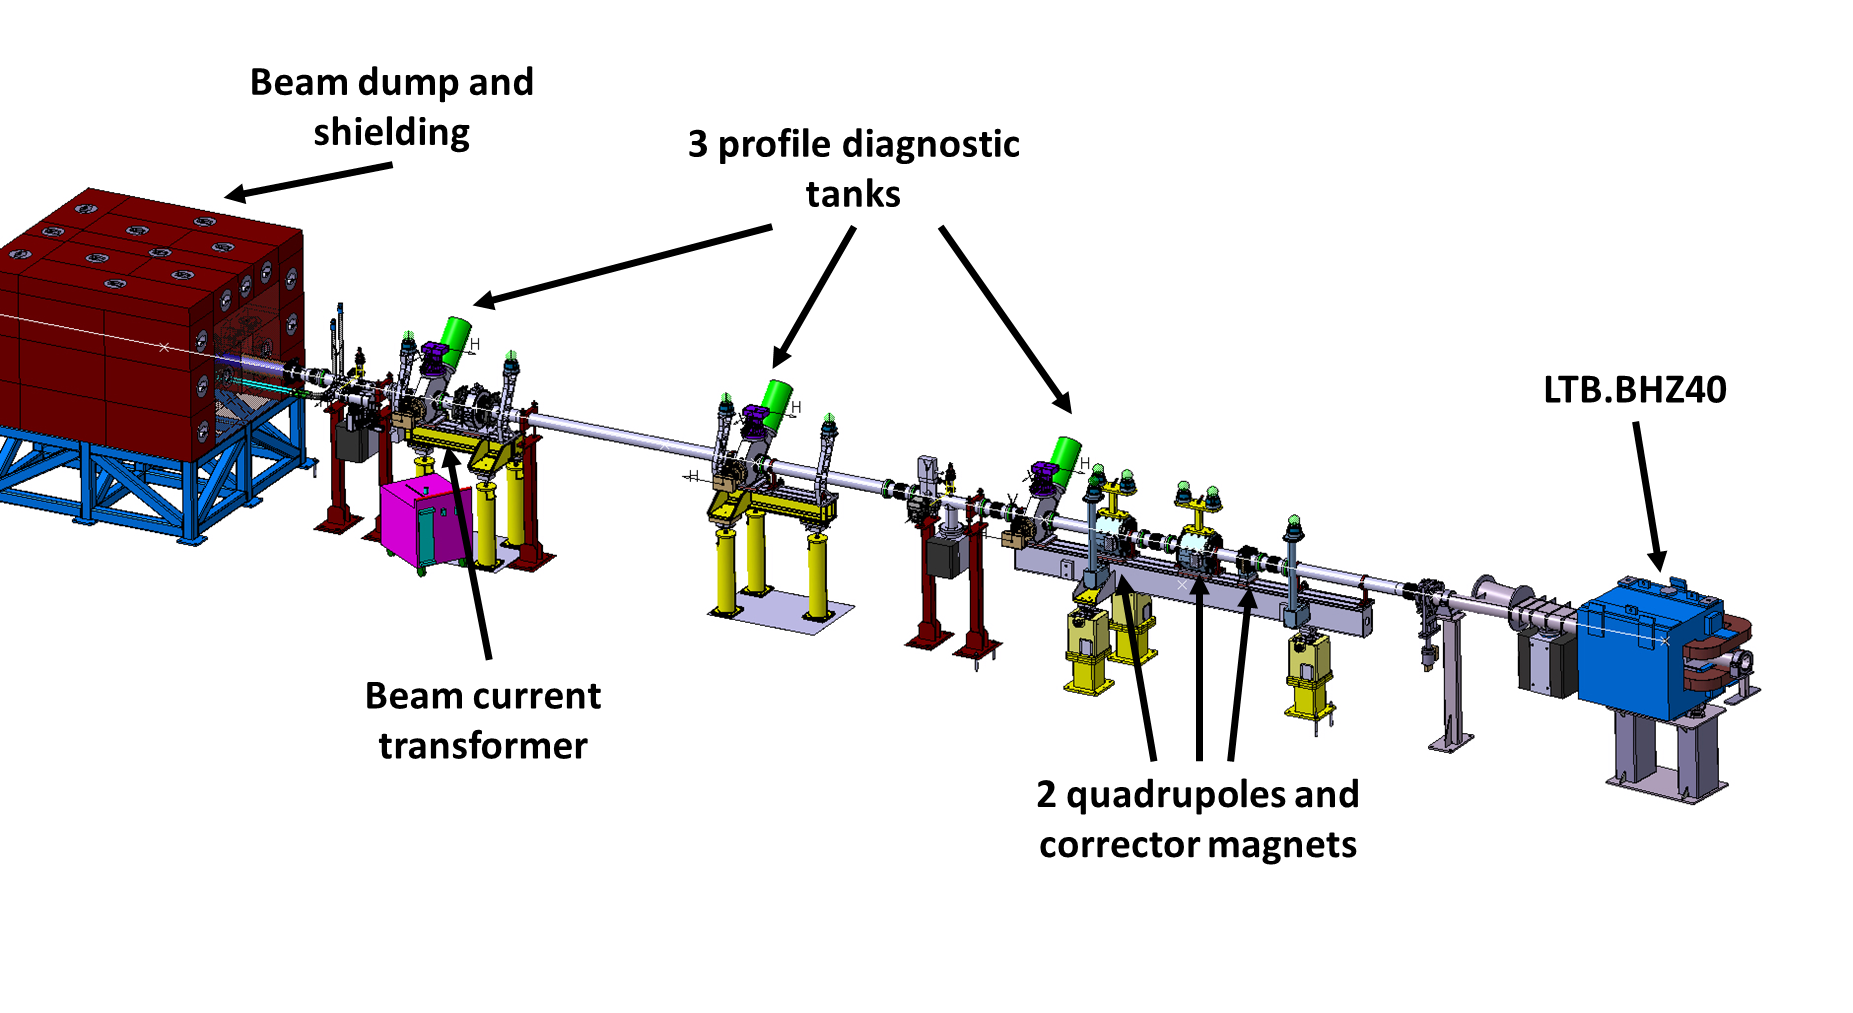 Beam dump and
shielding
3 profile diagnostic
tanks
LTB.BHZ40
Beam current
transformer
2 quadrupoles and
corrector magnets
H
H
H
H